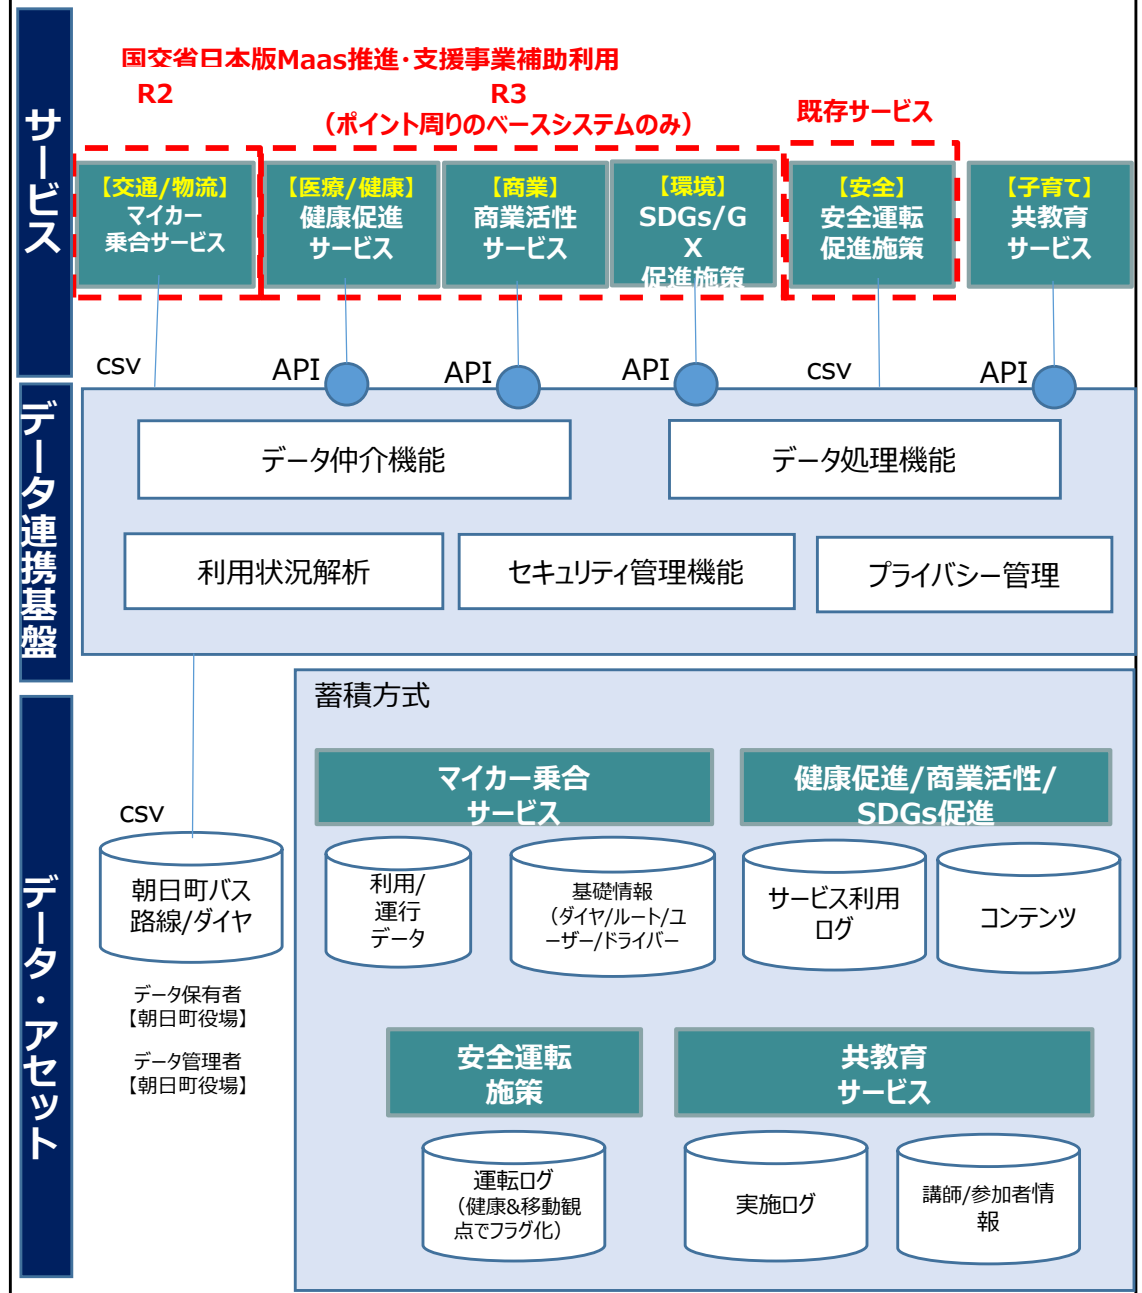 国交省日本版Maas推進・支援事業補助利用
R2
R3
（ポイント周りのベースシステムのみ）
既存サービス
サービス
【交通/物流】
マイカー
乗合サービス
【医療/健康】
健康促進
サービス
【商業】
商業活性
サービス
【環境】
SDGs/G
X
促進施策
【安全】
安全運転
促進施策
【子育て】
共教育
サービス
CSV
API
API
API
CSV
API
データ連携基盤
データ仲介機能
データ処理機能
利用状況解析
セキュリティ管理機能
プライバシー管理
データ・アセット
CSV
朝日町バス
路線/ダイヤ
データ保有者
【朝日町役場】
データ管理者
【朝日町役場】
蓄積方式
マイカー乗合
サービス
利用/
運行
データ
基礎情報
（ダイヤ/ルート/ユ
ーザー/ドライバー
健康促進/商業活性/
SDGs促進
サービス利用
ログ
コンテンツ
安全運転
施策
運転ログ
（健康&移動観
点でフラグ化）
共教育
サービス
実施ログ
講師/参加者情
報